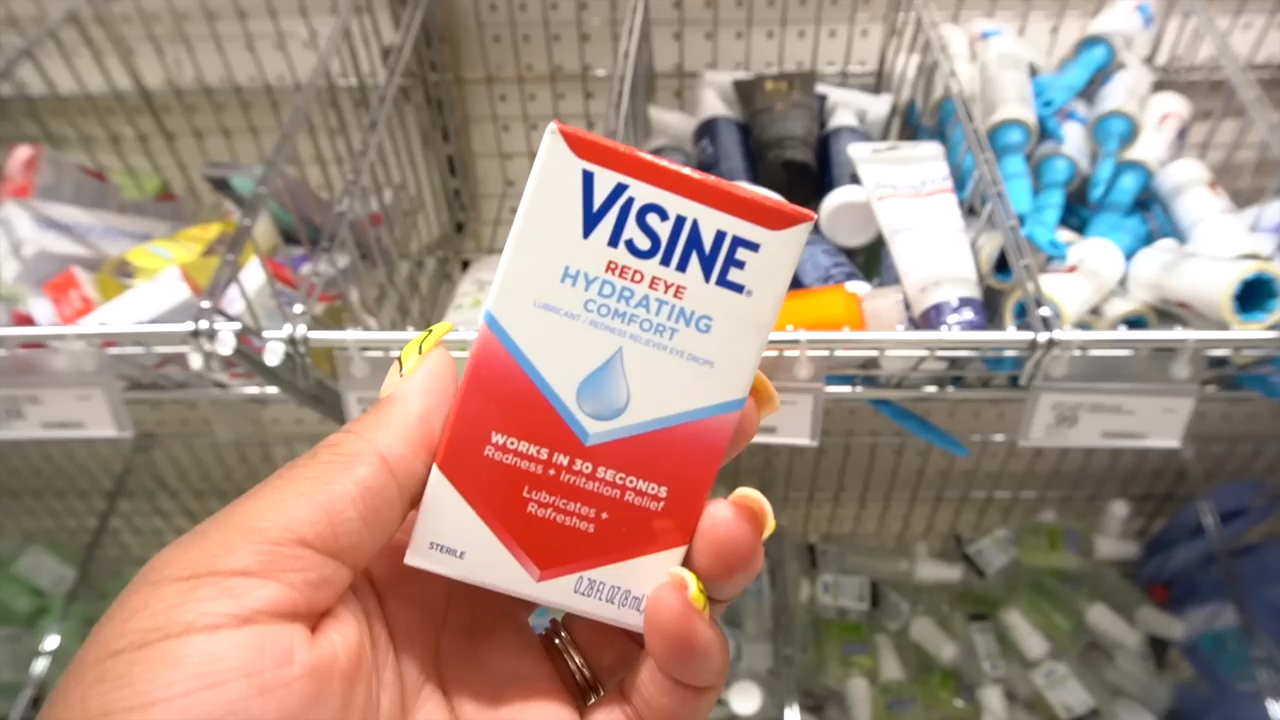 VISINE®
RED EYE
HYDRATING
COMFORT
LUBRICANT / REDNESS RELIEVER EYE DROPS
WORKS IN 30 SECONDS
Redness + Irritation Relief
Lubricates +
Refreshes
STERILE
0.28 FL OZ (8 mL)